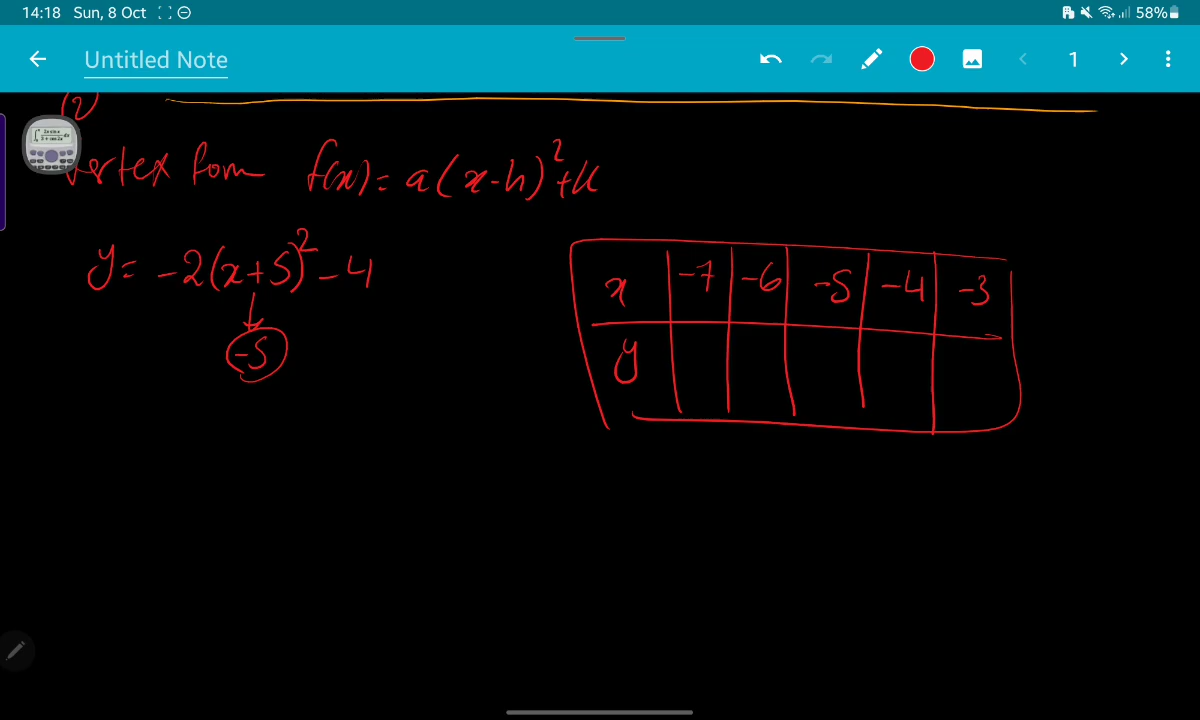 14:18 Sun, 8 Oct 58%
Untitled Note 1
(2)
vertex form f(x)= a(x-h)²+k
y= -2(x+5)²-4
-5
x -7 -6 -5 -4 -3
y